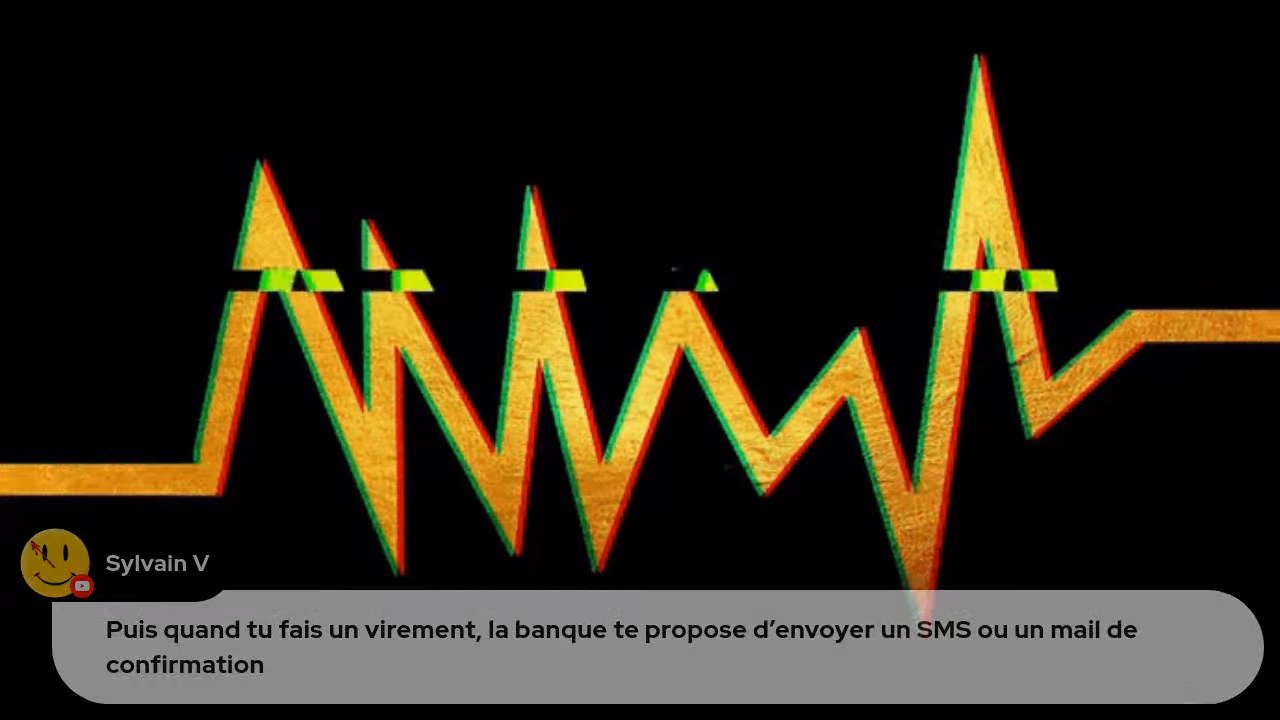 Sylvain V
Puis quand tu fais un virement, la banque te propose d’envoyer un SMS ou un mail de
confirmation